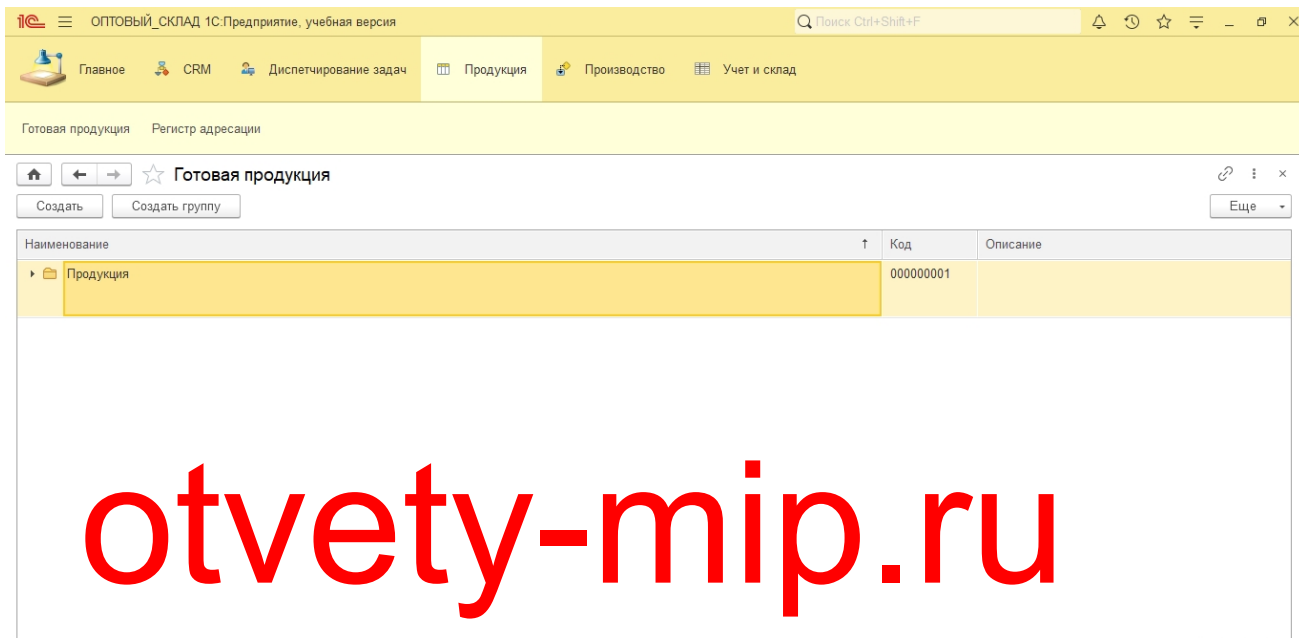 1С ОПТОВЫЙ_СКЛАД 1С:Предприятие, учебная версия Поиск Ctrl+Shift+F
Главное CRM Диспетчирование задач Продукция Производство Учет и склад
Готовая продукция Регистр адресации
Готовая продукция
Создать Создать группу Еще
Наименование ↑ Код Описание
Продукция 000000001
otvety-mip.ru